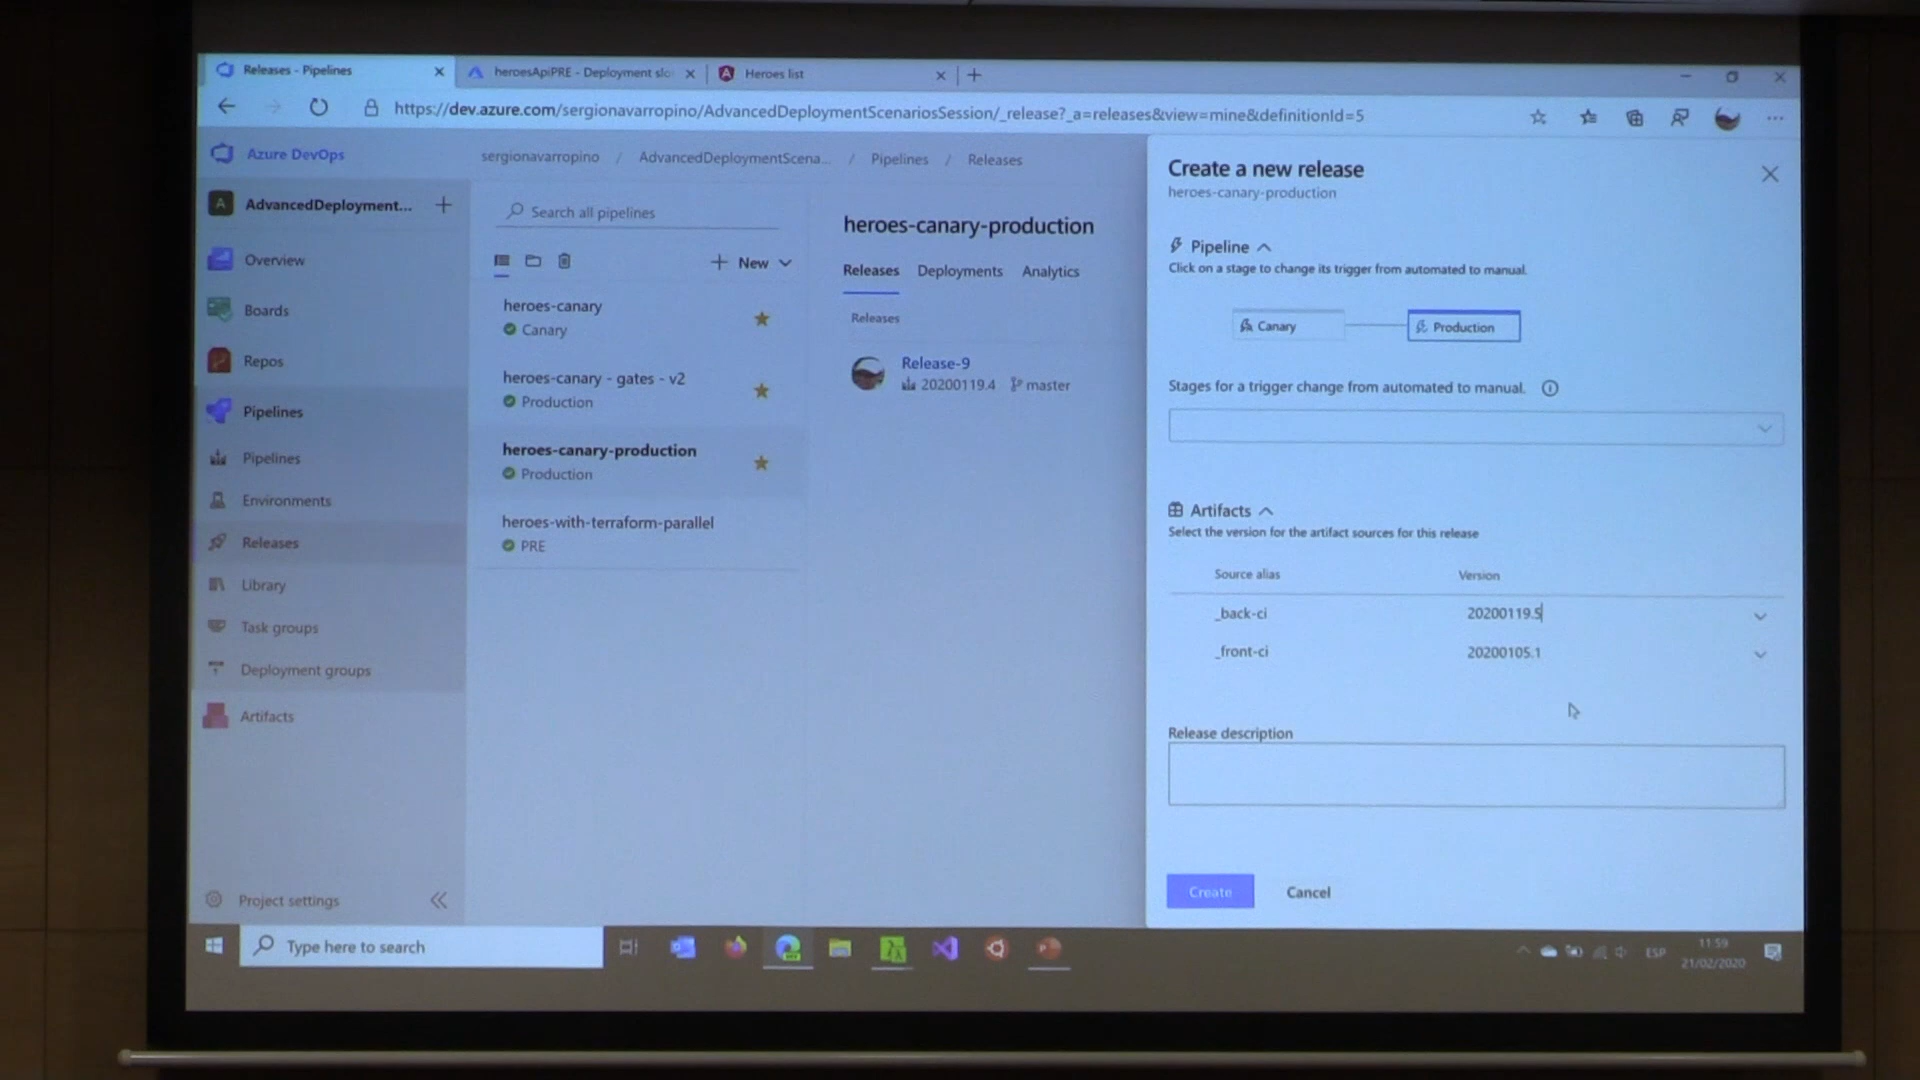 Releases - Pipelines
heroesApiPRE - Deployment slo
Heroes list
https://dev.azure.com/sergionavarropino/AdvancedDeploymentScenariosSession/_release?_a=releases&view=mine&definitionId=5
Azure DevOps
sergionavarropino / AdvancedDeploymentScena... / Pipelines / Releases
A AdvancedDeployment...
Overview
Boards
Repos
Pipelines
Pipelines
Environments
Releases
Library
Task groups
Deployment groups
Artifacts
Project settings
Search all pipelines
New
heroes-canary
Canary
heroes-canary - gates - v2
Production
heroes-canary-production
Production
heroes-with-terraform-parallel
PRE
heroes-canary-production
Releases Deployments Analytics
Releases
Release-9
20200119.4 master
Create a new release
heroes-canary-production
Pipeline
Click on a stage to change its trigger from automated to manual.
Canary
Production
Stages for a trigger change from automated to manual.
Artifacts
Select the version for the artifact sources for this release
Source alias Version
_back-ci 20200119.5
_front-ci 20200105.1
Release description
Create Cancel
Type here to search
ESP
11:59
21/02/2020